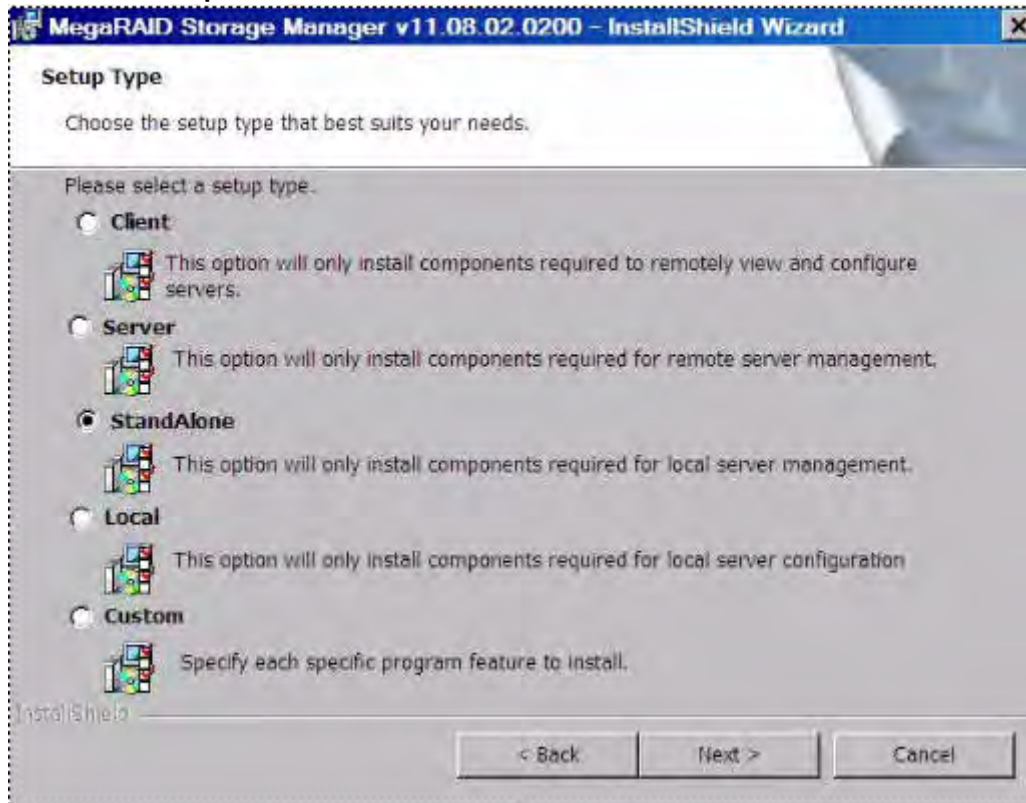 MegaRAID Storage Manager v11.08.02.0200 – InstallShield Wizard
Setup Type
Choose the setup type that best suits your needs.
Please select a setup type.
Client
This option will only install components required to remotely view and configure
servers.
Server
This option will only install components required for remote server management.
StandAlone
This option will only install components required for local server management.
Local
This option will only install components required for local server configuration
Custom
Specify each specific program feature to install.
InstallShield
< Back Next > Cancel